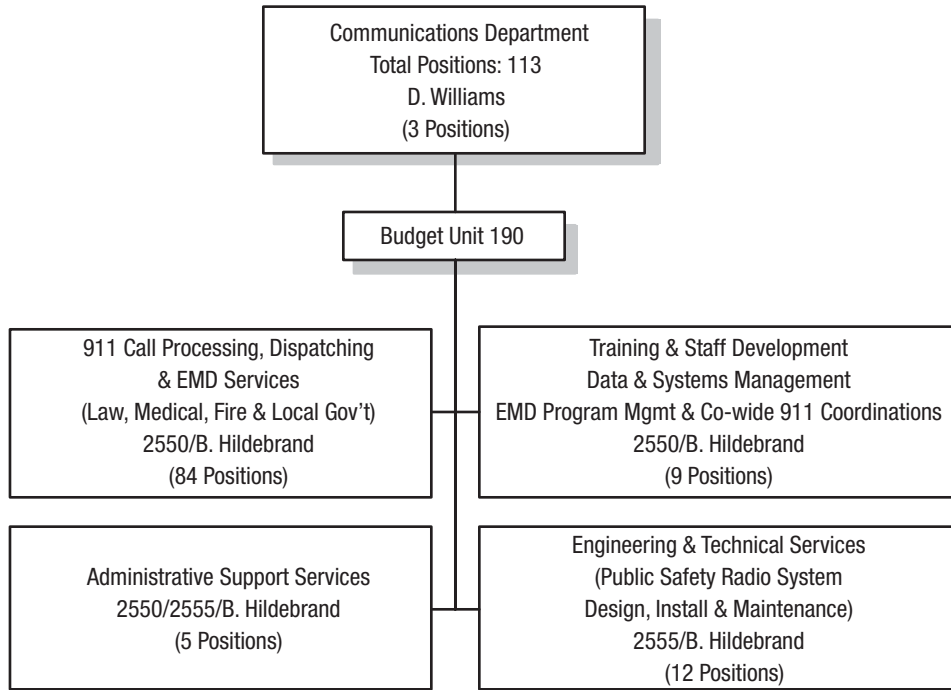 Communications Department
Total Positions: 113
D. Williams
(3 Positions)
Budget Unit 190
911 Call Processing, Dispatching
& EMD Services
(Law, Medical, Fire & Local Gov’t)
2550/B. Hildebrand
(84 Positions)
Training & Staff Development
Data & Systems Management
EMD Program Mgmt & Co-wide 911 Coordinations
2550/B. Hildebrand
(9 Positions)
Administrative Support Services
2550/2555/B. Hildebrand
(5 Positions)
Engineering & Technical Services
(Public Safety Radio System
Design, Install & Maintenance)
2555/B. Hildebrand
(12 Positions)